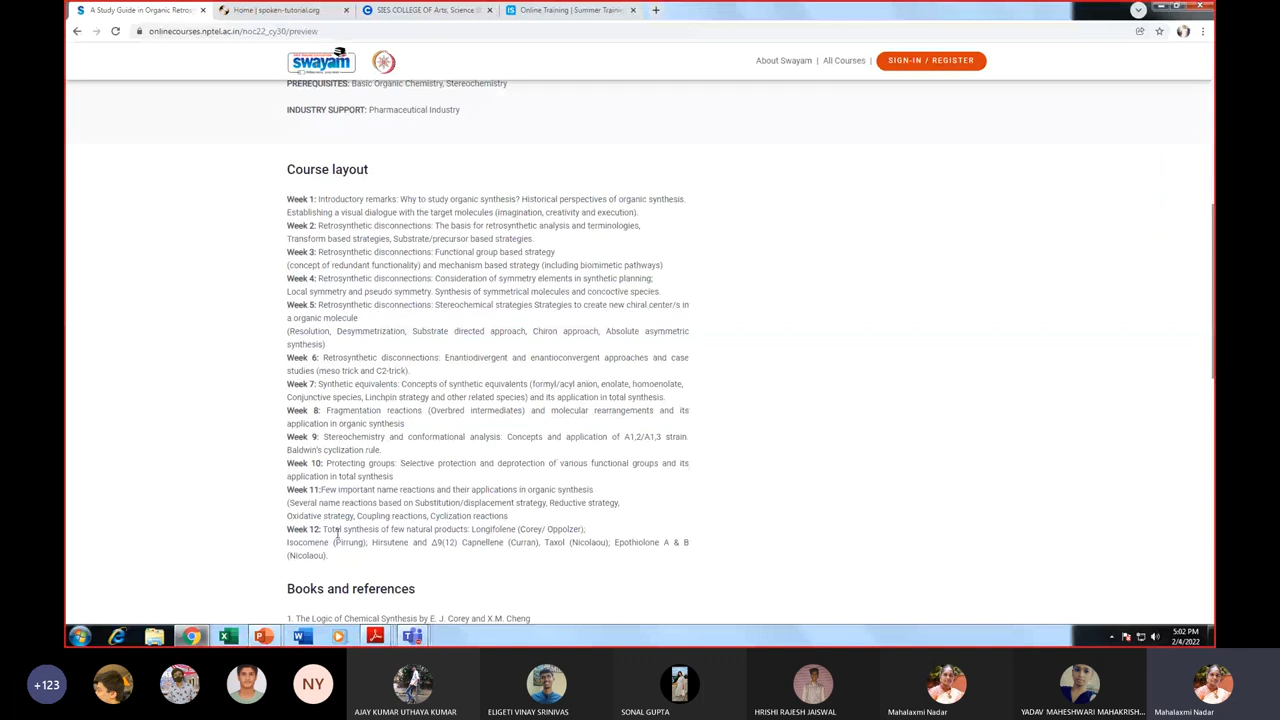 A Study Guide in Organic Retros
Home | spoken-tutorial.org
SIES COLLEGE OF Arts, Science
Online Training | Summer Trainin
onlinecourses.nptel.ac.in/noc22_cy30/preview
swayam
About Swayam | All Courses | SIGN-IN / REGISTER
PREREQUISITES: Basic Organic Chemistry, Stereochemistry
INDUSTRY SUPPORT: Pharmaceutical Industry
Course layout
Week 1: Introductory remarks: Why to study organic synthesis? Historical perspectives of organic synthesis.
Establishing a visual dialogue with the target molecules (imagination, creativity and execution).
Week 2: Retrosynthetic disconnections: The basis for retrosynthetic analysis and terminologies,
Transform based strategies, Substrate/precursor based strategies.
Week 3: Retrosynthetic disconnections: Functional group based strategy
(concept of redundant functionality) and mechanism based strategy (including biomimetic pathways)
Week 4: Retrosynthetic disconnections: Consideration of symmetry elements in synthetic planning;
Local symmetry and pseudo symmetry. Synthesis of symmetrical molecules and concoctive species.
Week 5: Retrosynthetic disconnections: Stereochemical strategies Strategies to create new chiral center/s in
a organic molecule
(Resolution, Desymmetrization, Substrate directed approach, Chiron approach, Absolute asymmetric
synthesis)
Week 6: Retrosynthetic disconnections: Enantiodivergent and enantioconvergent approaches and case
studies (meso trick and C2-trick).
Week 7: Synthetic equivalents: Concepts of synthetic equivalents (formyl/acyl anion, enolate, homoenolate,
Conjunctive species, Linchpin strategy and other related species) and its application in total synthesis.
Week 8: Fragmentation reactions (Overbred intermediates) and molecular rearrangements and its
application in organic synthesis
Week 9: Stereochemistry and conformational analysis: Concepts and application of A1,2/A1,3 strain.
Baldwin's cyclization rule.
Week 10: Protecting groups: Selective protection and deprotection of various functional groups and its
application in total synthesis
Week 11:Few important name reactions and their applications in organic synthesis
(Several name reactions based on Substitution/displacement strategy, Reductive strategy,
Oxidative strategy, Coupling reactions, Cyclization reactions
Week 12: Total synthesis of few natural products: Longifolene (Corey/ Oppolzer);
Isocomene (Pirrung); Hirsutene and Δ9(12) Capnellene (Curran), Taxol (Nicolaou); Epothiolone A & B
(Nicolaou).
Books and references
1. The Logic of Chemical Synthesis by E. J. Corey and X.M. Cheng
5:02 PM
2/4/2022
+123
NY
AJAY KUMAR UTHAYA KUMAR
ELIGETI VINAY SRINIVAS
SONAL GUPTA
HRISHI RAJESH JAISWAL
Mahalaxmi Nadar
YADAV MAHESHWARI MAHAKRISH...
Mahalaxmi Nadar